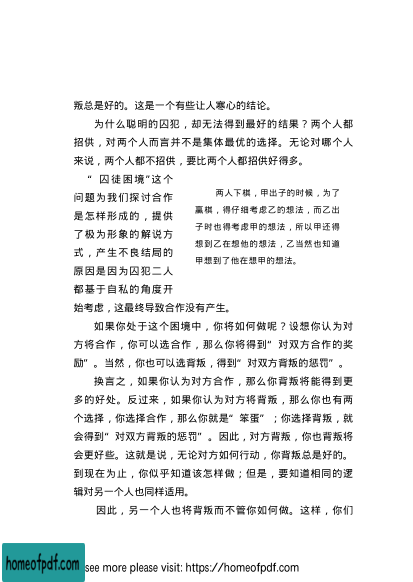 叛总是好的。这是一个有些让人寒心的结论。
为什么聪明的囚犯，却无法得到最好的结果？两个人都
招供，对两个人而言并不是集体最优的选择。无论对哪个人
来说，两个人都不招供，要比两个人都招供好得多。
“ 囚徒困境”这个
问题为我们探讨合作
是怎样形成的，提供
了极为形象的解说方
式，产生不良结局的
原因是因为囚犯二人
都基于自私的角度开
始考虑，这最终导致合作没有产生。
两人下棋，甲出子的时候，为了
赢棋，得仔细考虑乙的想法，而乙出
子时也得考虑甲的想法，所以甲还得
想到乙在想他的想法，乙当然也知道
甲想到了他在想甲的想法。
如果你处于这个困境中，你将如何做呢？设想你认为对
方将合作，你可以选合作，那么你将得到“对双方合作的奖
励”。当然，你也可以选背叛，得到“对双方背叛的惩罚”。
换言之，如果你认为对方合作，那么你背叛将能得到更
多的好处。反过来，如果你认为对方将背叛，那么你也有两
个选择，你选择合作，那么你就是“笨蛋”；你选择背叛，就
会得到“对双方背叛的惩罚”。因此，对方背叛，你也背叛将
会更好些。这就是说，无论对方如何行动，你背叛总是好的。
到现在为止，你似乎知道该怎样做；但是，要知道相同的逻
辑对另一个人也同样适用。
因此，另一个人也将背叛而不管你如何做。这样，你们
homeofpdf.com
see more please visit: https://homeofpdf.com